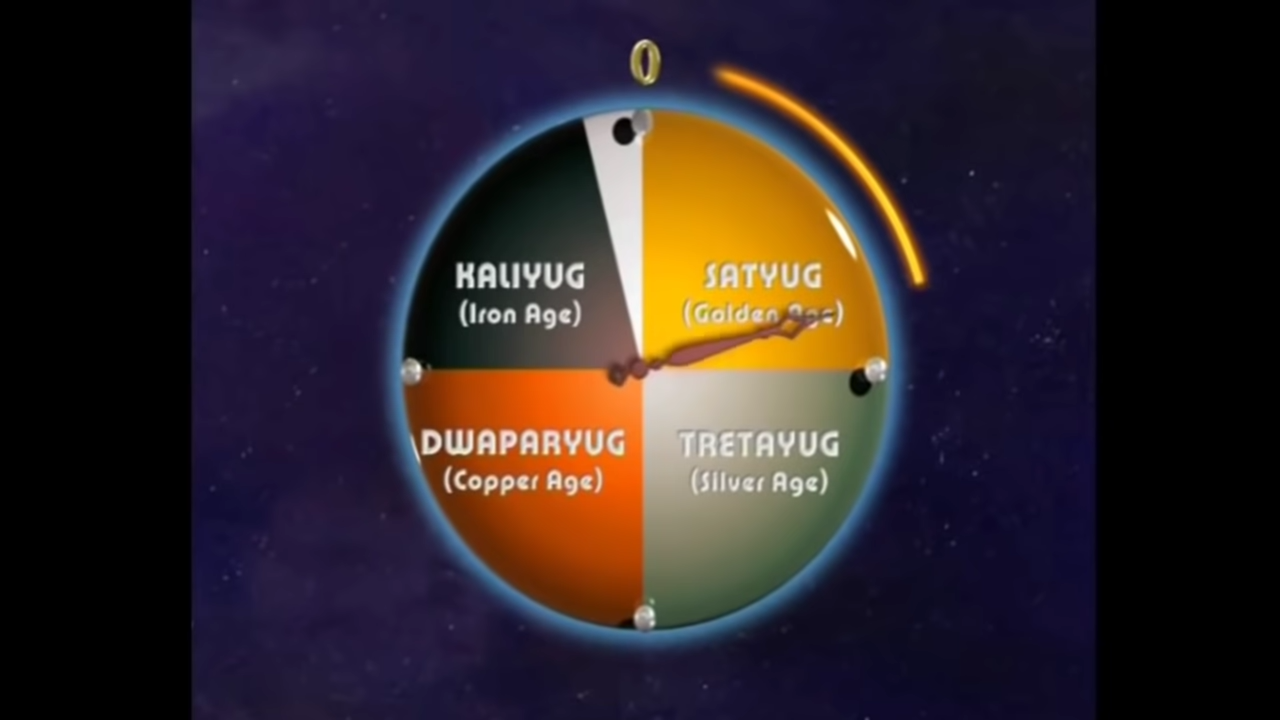 0
KALIYUG
(Iron Age)
SATYUG
(Golden Age)
DWAPARYUG
(Copper Age)
TRETAYUG
(Silver Age)